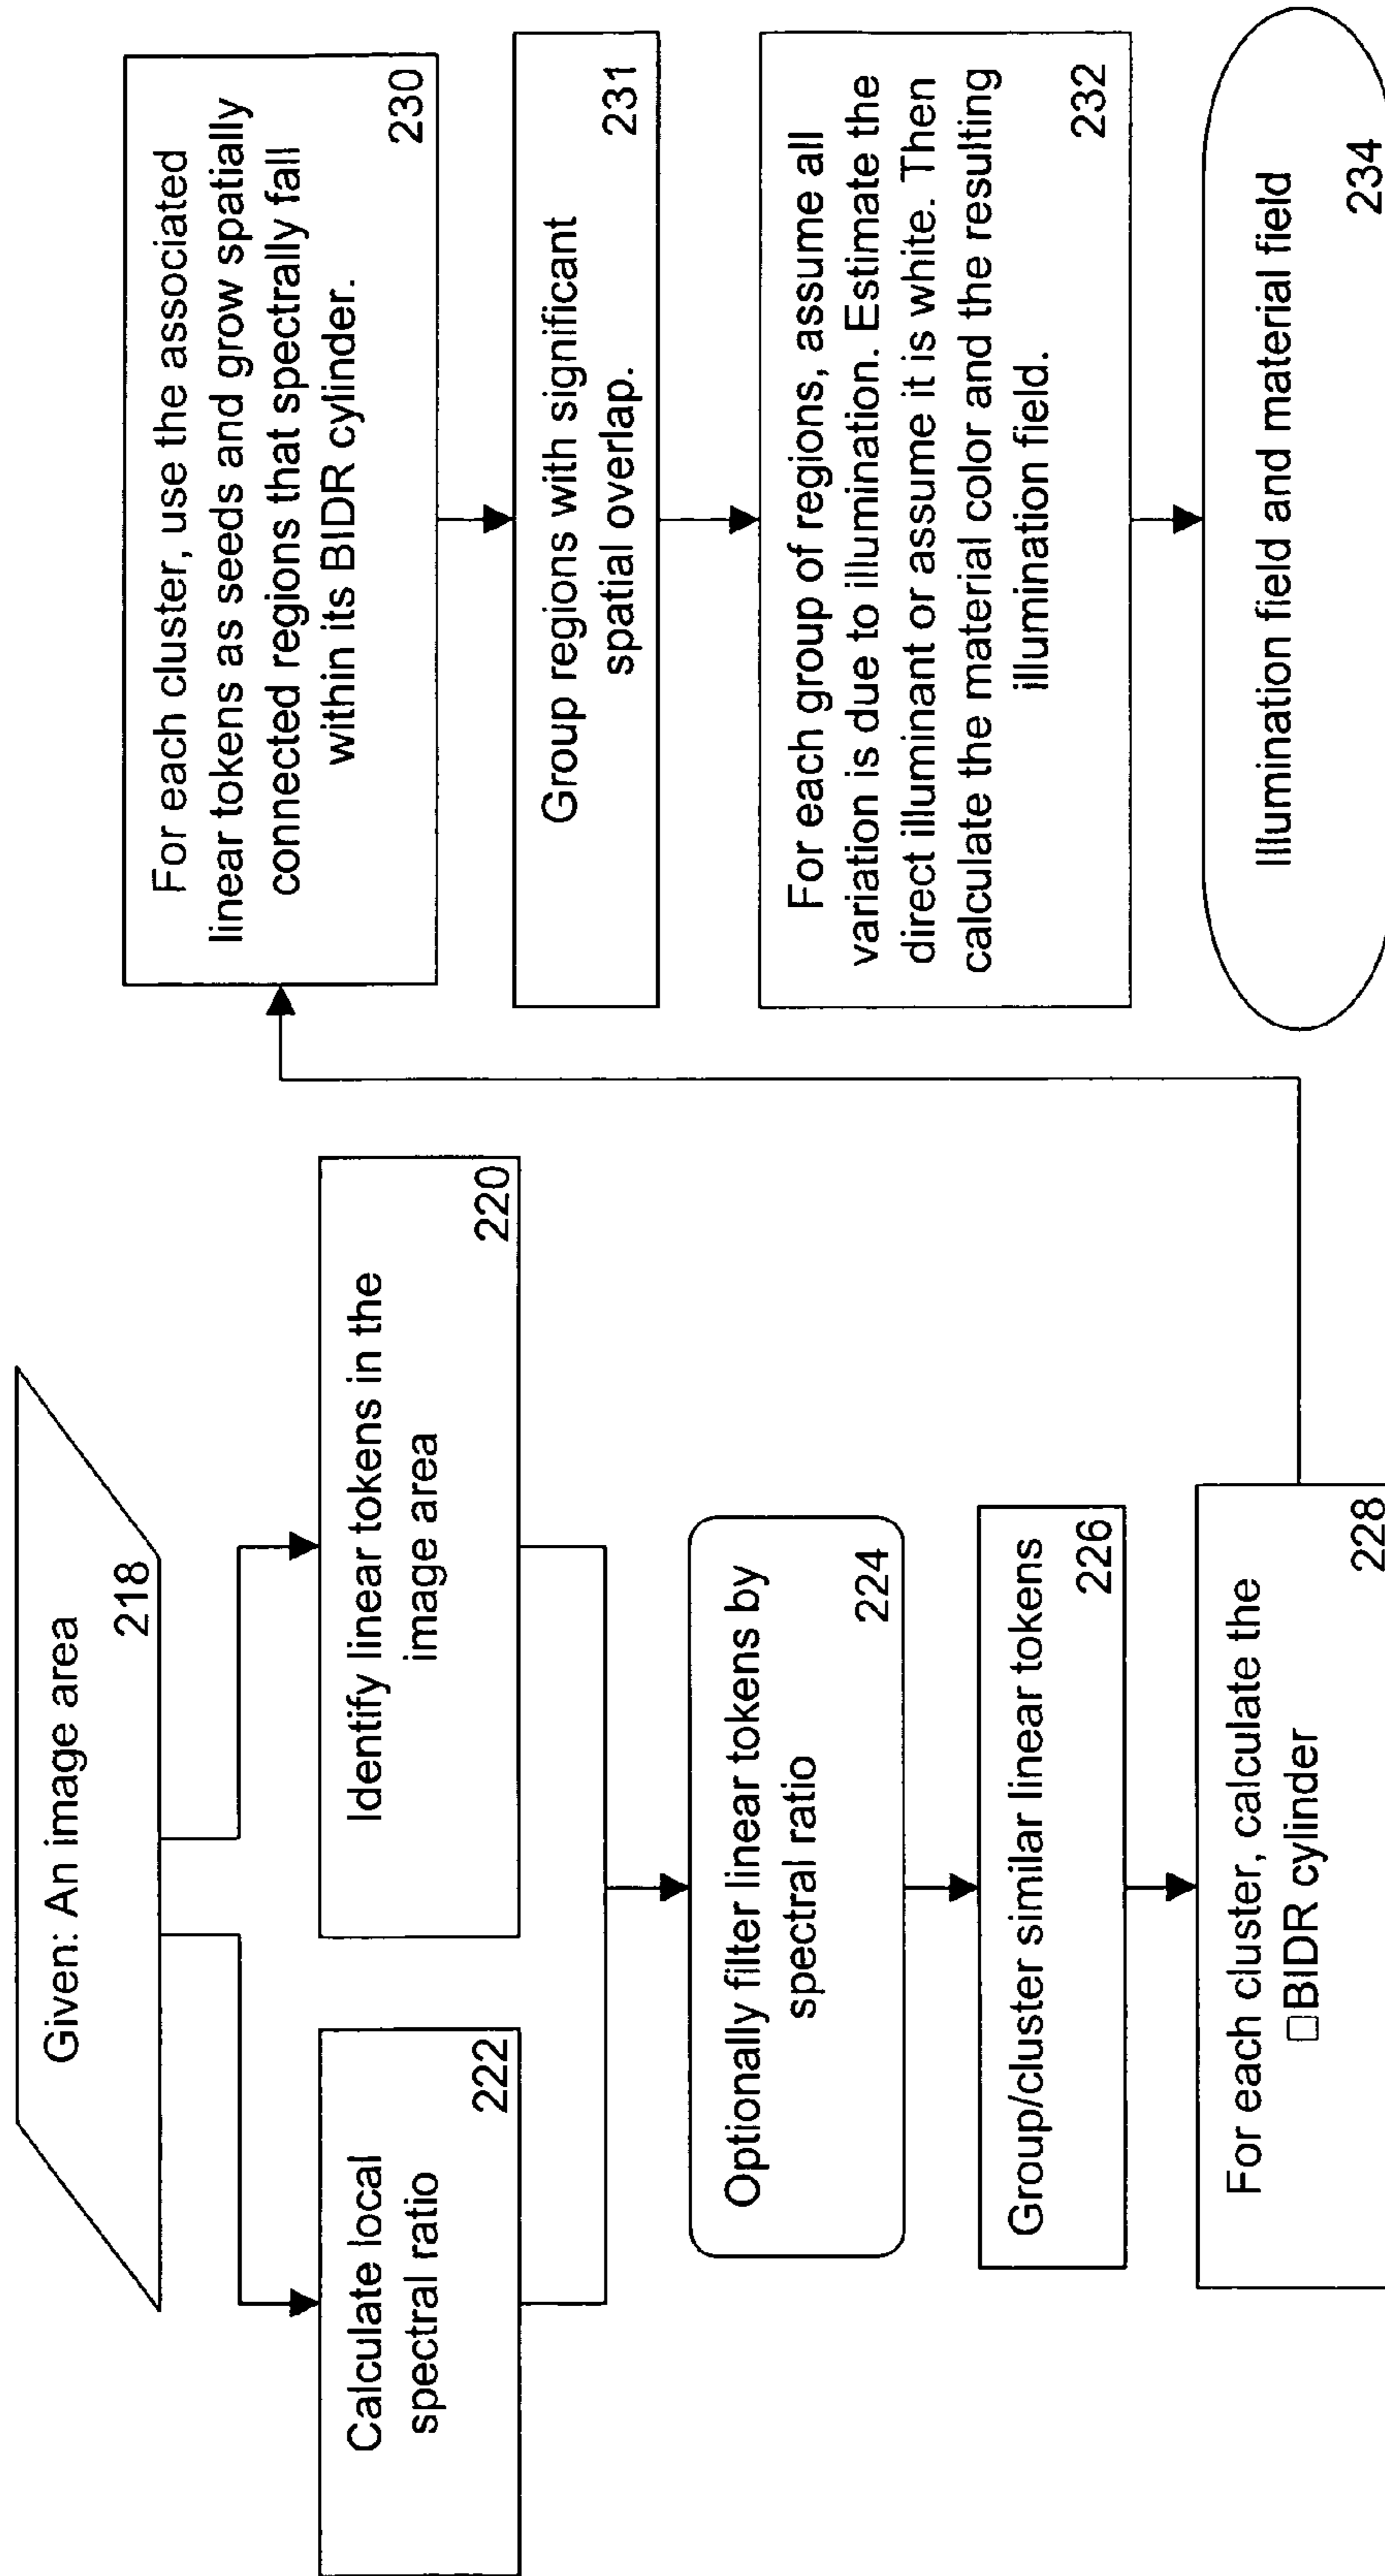 Given: An image area
218
Calculate local
spectral ratio
222
Identify linear tokens in the
image area
220
Optionally filter linear tokens by
spectral ratio
224
Group/cluster similar linear tokens
226
For each cluster, calculate the
□BIDR cylinder
228
For each cluster, use the associated
linear tokens as seeds and grow spatially
connected regions that spectrally fall
within its BIDR cylinder.
230
Group regions with significant
spatial overlap.
231
For each group of regions, assume all
variation is due to illumination. Estimate the
direct illuminant or assume it is white. Then
calculate the material color and the resulting
illumination field.
232
Illumination field and material field
234